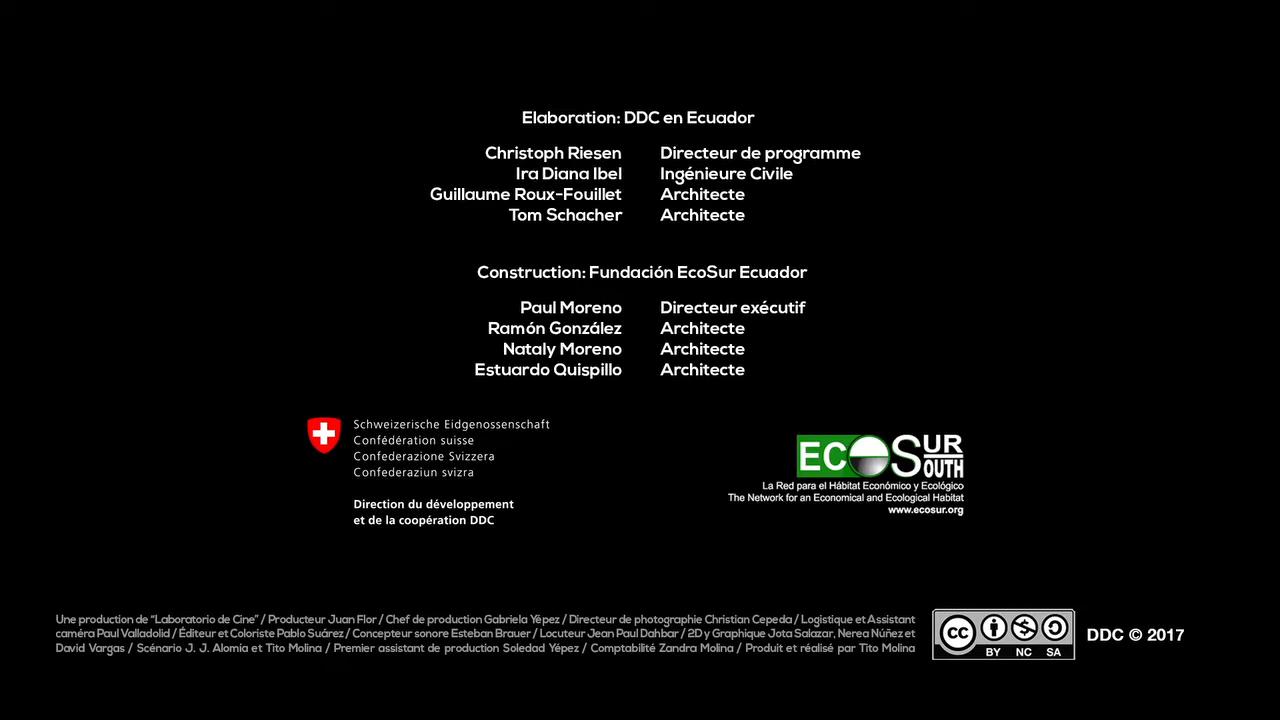 Elaboration: DDC en Ecuador
Christoph Riesen Directeur de programme
Ira Diana Ibel Ingénieure Civile
Guillaume Roux-Fouillet Architecte
Tom Schacher Architecte
Construction: Fundación EcoSur Ecuador
Paul Moreno Directeur exécutif
Ramón González Architecte
Nataly Moreno Architecte
Estuardo Quispillo Architecte
Schweizerische Eidgenossenschaft
Confédération suisse
Confederazione Svizzera
Confederaziun svizra
Direction du développement
et de la coopération DDC
ECOSUR
SOUTH
La Red para el Hábitat Económico y Ecológico
The Network for an Economical and Ecological Habitat
www.ecosur.org
Une production de “Laboratorio de Cine” / Producteur Juan Flor / Chef de production Gabriela Yépez / Directeur de photographie Christian Cepeda / Logistique et Assistant
caméra Paul Valladolid / Éditeur et Coloriste Pablo Suárez / Concepteur sonore Esteban Brauer / Locuteur Jean Paul Dahbar / 2D y Graphique Jota Salazar, Nerea Núñez et
David Vargas / Scénario J. J. Alomía et Tito Molina / Premier assistant de production Soledad Yépez / Comptabilité Zandra Molina / Produit et réalisé par Tito Molina
cc BY NC SA
DDC © 2017